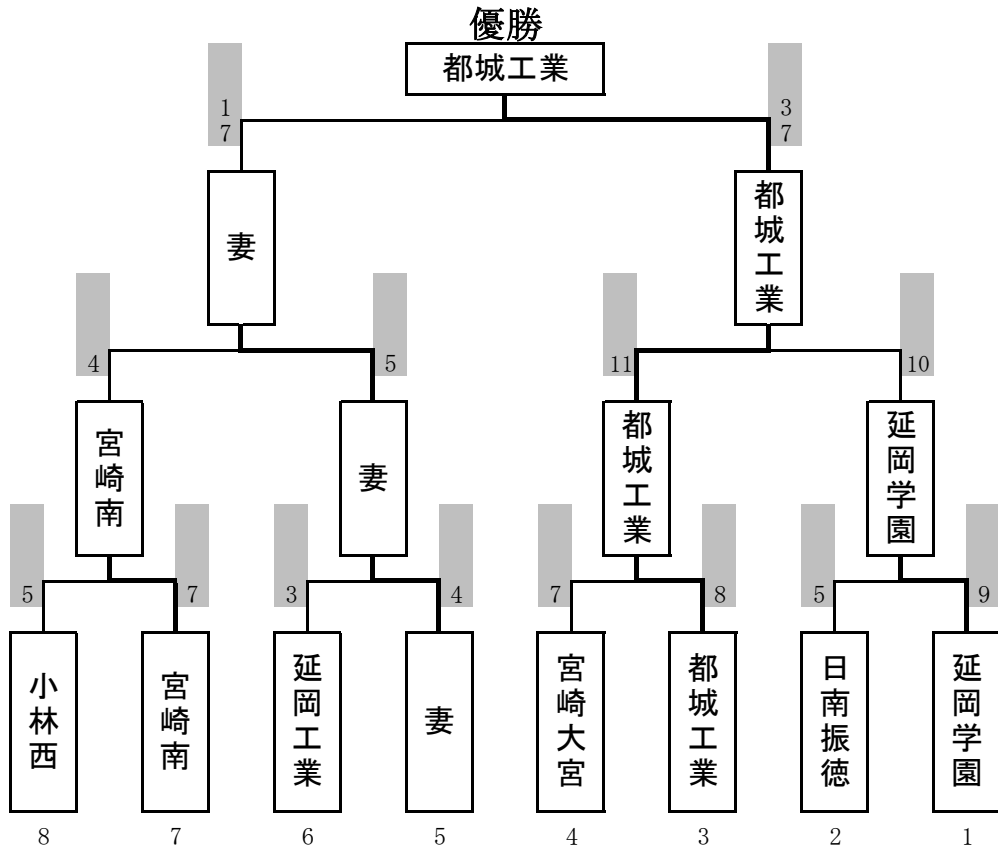 優勝
都城工業
1 3
7 7
妻 都城工業
4 5 11 10
宮崎南 妻 都城工業 延岡学園
5 7 3 4 7 8 5 9
小林西 宮崎南 延岡工業 妻 宮崎大宮 都城工業 日南振徳 延岡学園
8 7 6 5 4 3 2 1